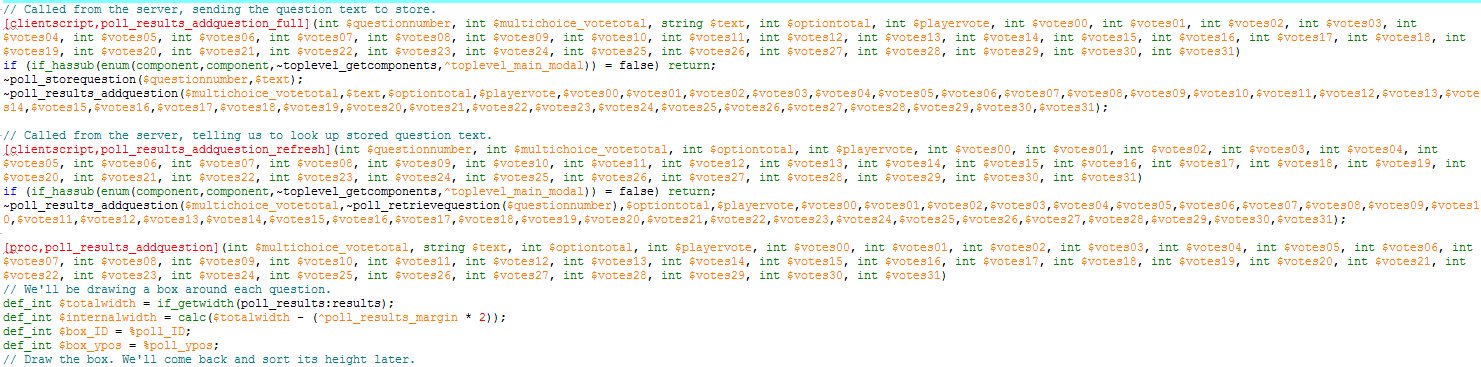 // Called from the server, sending the question text to store.
[clientscript,poll_results_addquestion_full](int $questionnumber, int $multichoice_votetotal, string $text, int $optiontotal, int $playervote, int $votes00, int $votes01, int $votes02, int $votes03, int
$votes04, int $votes05, int $votes06, int $votes07, int $votes08, int $votes09, int $votes10, int $votes11, int $votes12, int $votes13, int $votes14, int $votes15, int $votes16, int $votes17, int $votes18, int
$votes19, int $votes20, int $votes21, int $votes22, int $votes23, int $votes24, int $votes25, int $votes26, int $votes27, int $votes28, int $votes29, int $votes30, int $votes31)
if (if_hassub(enum(component,component,~toplevel_getcomponents,^toplevel_main_modal)) = false) return;
~poll_storequestion($questionnumber,$text);
~poll_results_addquestion($multichoice_votetotal,$text,$optiontotal,$playervote,$votes00,$votes01,$votes02,$votes03,$votes04,$votes05,$votes06,$votes07,$votes08,$votes09,$votes10,$votes11,$votes12,$votes13,$vote
s14,$votes15,$votes16,$votes17,$votes18,$votes19,$votes20,$votes21,$votes22,$votes23,$votes24,$votes25,$votes26,$votes27,$votes28,$votes29,$votes30,$votes31);
// Called from the server, telling us to look up stored question text.
[clientscript,poll_results_addquestion_refresh](int $questionnumber, int $multichoice_votetotal, int $optiontotal, int $playervote, int $votes00, int $votes01, int $votes02, int $votes03, int $votes04, int
$votes05, int $votes06, int $votes07, int $votes08, int $votes09, int $votes10, int $votes11, int $votes12, int $votes13, int $votes14, int $votes15, int $votes16, int $votes17, int $votes18, int $votes19, int
$votes20, int $votes21, int $votes22, int $votes23, int $votes24, int $votes25, int $votes26, int $votes27, int $votes28, int $votes29, int $votes30, int $votes31)
if (if_hassub(enum(component,component,~toplevel_getcomponents,^toplevel_main_modal)) = false) return;
~poll_results_addquestion($multichoice_votetotal,~poll_retrievequestion($questionnumber),$optiontotal,$playervote,$votes00,$votes01,$votes02,$votes03,$votes04,$votes05,$votes06,$votes07,$votes08,$votes09,$votes1
0,$votes11,$votes12,$votes13,$votes14,$votes15,$votes16,$votes17,$votes18,$votes19,$votes20,$votes21,$votes22,$votes23,$votes24,$votes25,$votes26,$votes27,$votes28,$votes29,$votes30,$votes31);
[proc,poll_results_addquestion](int $multichoice_votetotal, string $text, int $optiontotal, int $playervote, int $votes00, int $votes01, int $votes02, int $votes03, int $votes04, int $votes05, int $votes06, int
$votes07, int $votes08, int $votes09, int $votes10, int $votes11, int $votes12, int $votes13, int $votes14, int $votes15, int $votes16, int $votes17, int $votes18, int $votes19, int $votes20, int $votes21, int
$votes22, int $votes23, int $votes24, int $votes25, int $votes26, int $votes27, int $votes28, int $votes29, int $votes30, int $votes31)
// We'll be drawing a box around each question.
def_int $totalwidth = if_getwidth(poll_results:results);
def_int $internalwidth = calc($totalwidth - (^poll_results_margin * 2));
def_int $box_ID = %poll_ID;
def_int $box_ypos = %poll_ypos;
// Draw the box. We'll come back and sort its height later.